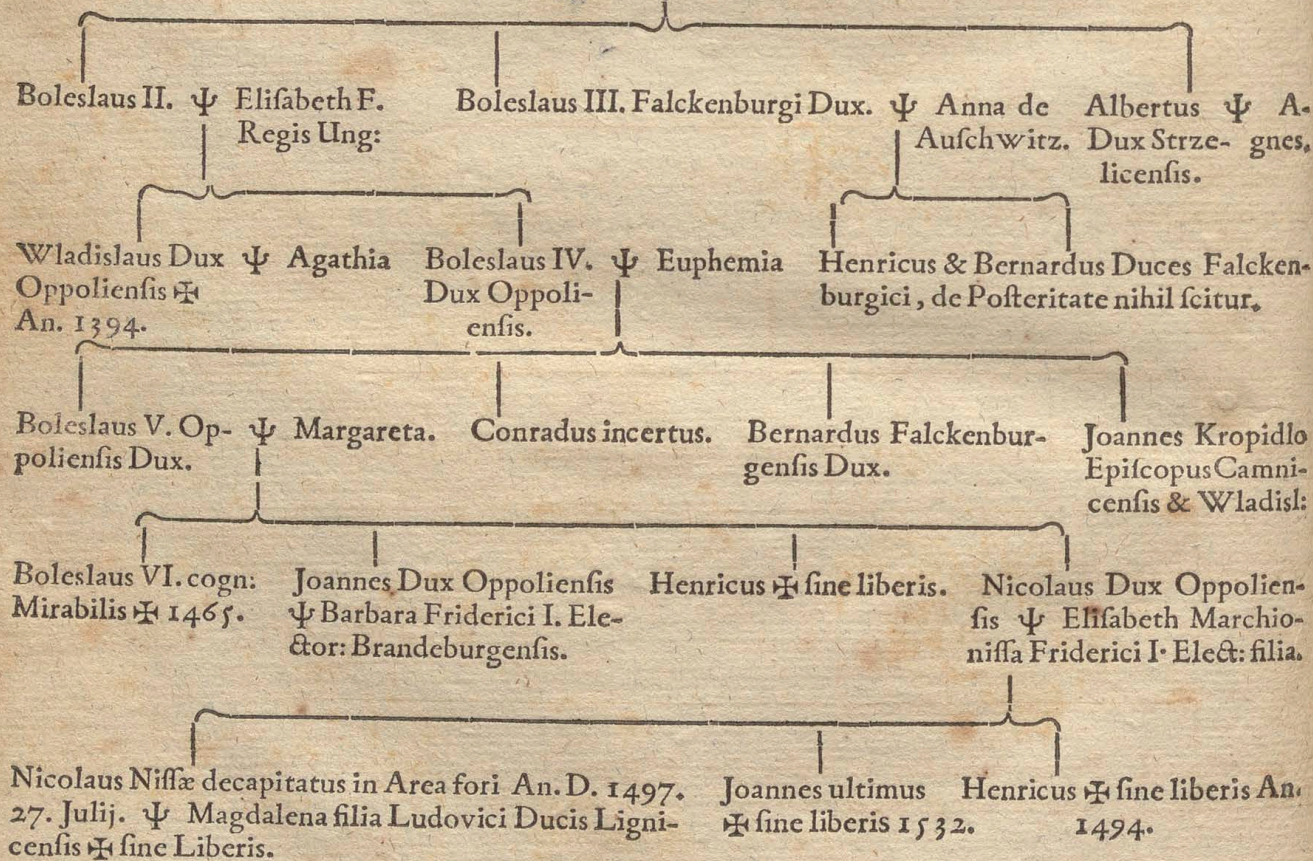 Boleslaus II. Ψ Eliſabeth F.
Regis Ung:
Boleslaus III. Falckenburgi Dux. Ψ Anna de
Auſchwitz.
Albertus Ψ A-
Dux Strze- gnes.
licenſis.
Wladislaus Dux Ψ Agathia
Oppolienſis ✠
An. 1394.
Boleslaus IV. Ψ Euphemia
Dux Oppoli-
enſis.
Henricus & Bernardus Duces Falcken-
burgici, de Poſteritate nihil ſcitur.
Boleslaus V. Op- Ψ Margareta.
polienſis Dux.
Conradus incertus.
Bernardus Falckenbur-
genſis Dux.
Joannes Kropidlo
Epiſcopus Camni-
cenſis & Wladisl:
Boleslaus VI. cogn:
Mirabilis ✠ 1465.
Joannes Dux Oppolienſis
Ψ Barbara Friderici I. Ele-
ctor: Brandeburgenſis.
Henricus ✠ ſine liberis.
Nicolaus Dux Oppolien-
ſis Ψ Eliſabeth Marchio-
niſſa Friderici I. Elect: filia.
Nicolaus Niſſæ decapitatus in Area fori An. D. 1497.
27. Julij. Ψ Magdalena filia Ludovici Ducis Ligni-
cenſis ✠ ſine Liberis.
Joannes ultimus
✠ ſine liberis 1532.
Henricus ✠ ſine liberis An.
1494.